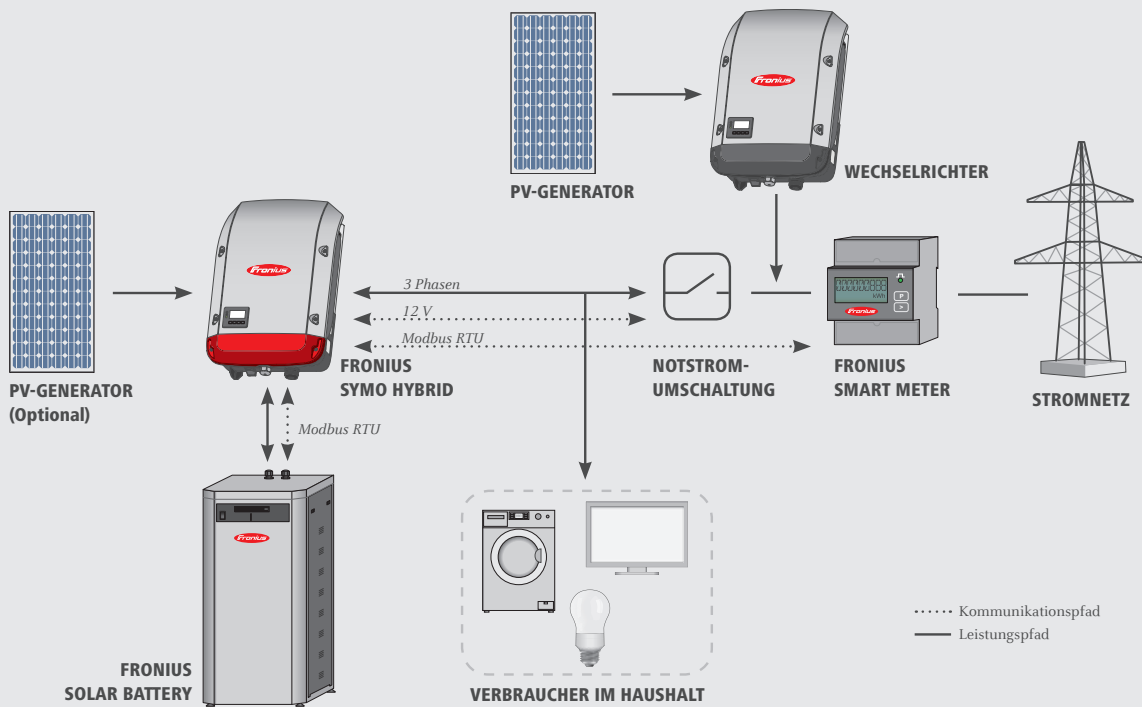 Fronius
PV-GENERATOR
WECHSELRICHTER
Fronius
3 Phasen
12 V
Modbus RTU
kWh
P
>
Fronius
PV-GENERATOR
(Optional)
FRONIUS
SYMO HYBRID
NOTSTROM-
UMSCHALTUNG
FRONIUS
SMART METER
STROMNETZ
Modbus RTU
Fronius
FRONIUS
SOLAR BATTERY
VERBRAUCHER IM HAUSHALT
Kommunikationspfad
Leistungspfad